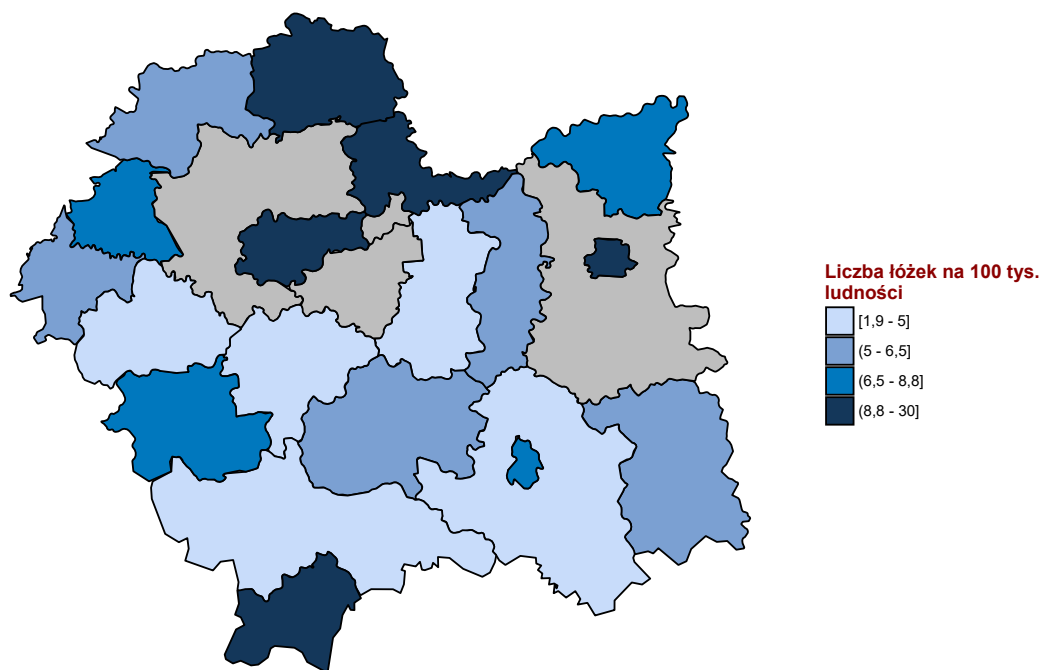 Liczba łóżek na 100 tys.
ludności
[1,9 - 5]
(5 - 6,5]
(6,5 - 8,8]
(8,8 - 30]